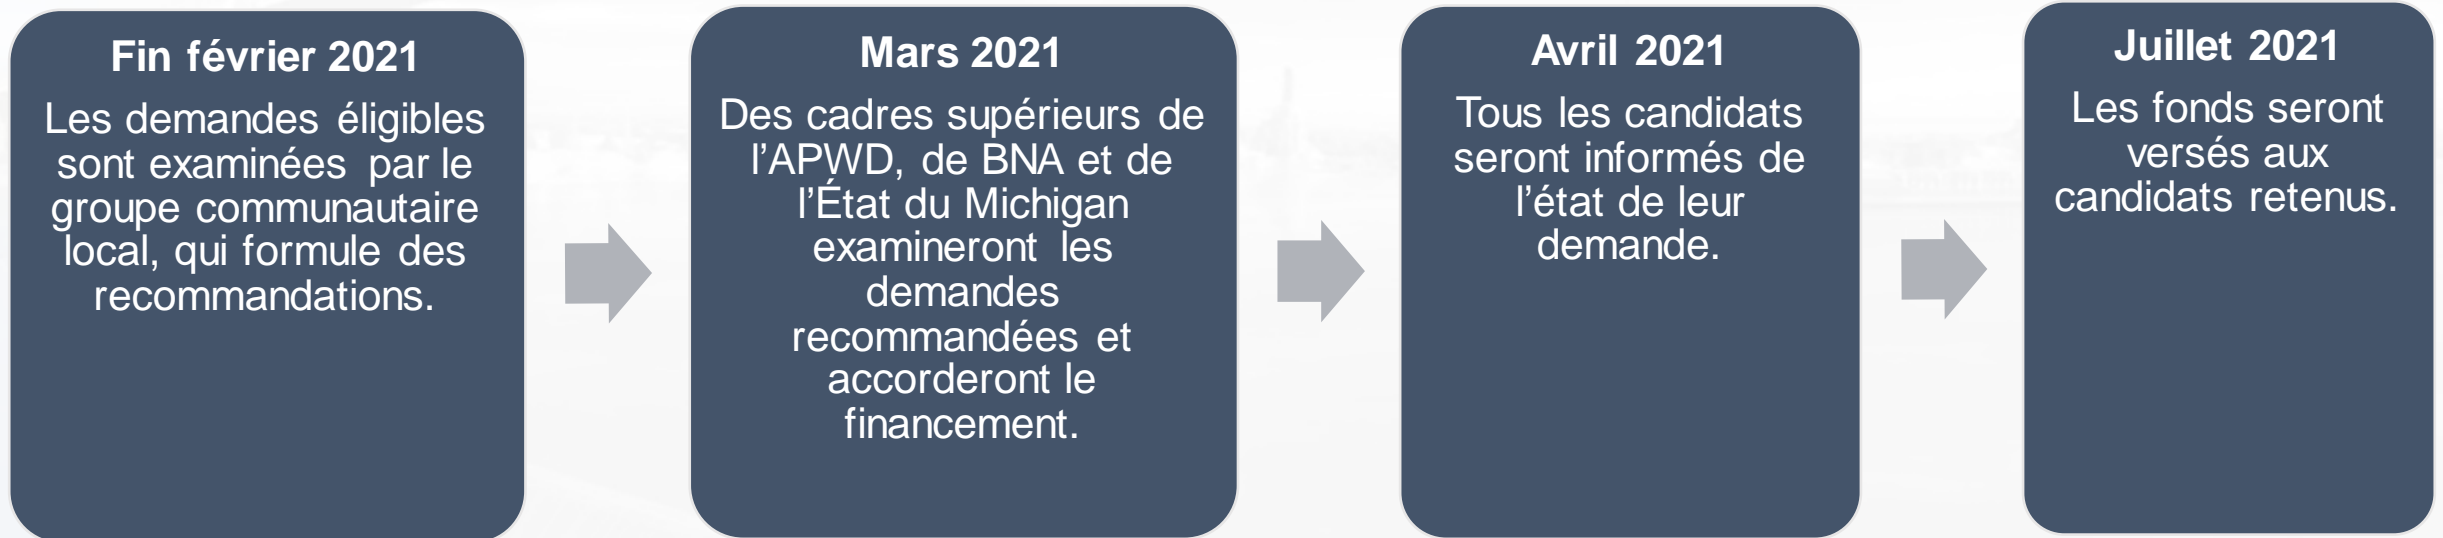 Fin février 2021
Les demandes éligibles
sont examinées par le
groupe communautaire
local, qui formule des
recommandations.
Mars 2021
Des cadres supérieurs de
l’APWD, de BNA et de
l’État du Michigan
examineront les
demandes
recommandées et
accorderont le
financement.
Avril 2021
Tous les candidats
seront informés de
l’état de leur
demande.
Juillet 2021
Les fonds seront
versés aux
candidats retenus.